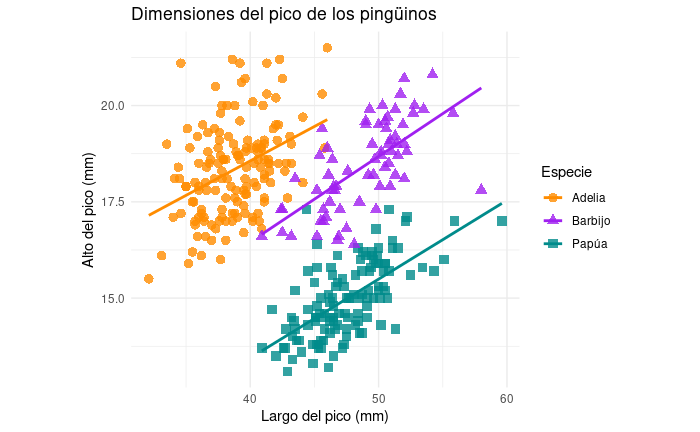 Dimensiones del pico de los pingüinos
Alto del pico (mm)
20.0
17.5
15.0
40
50
60
Largo del pico (mm)
Especie
Adelia
Barbijo
Papúa